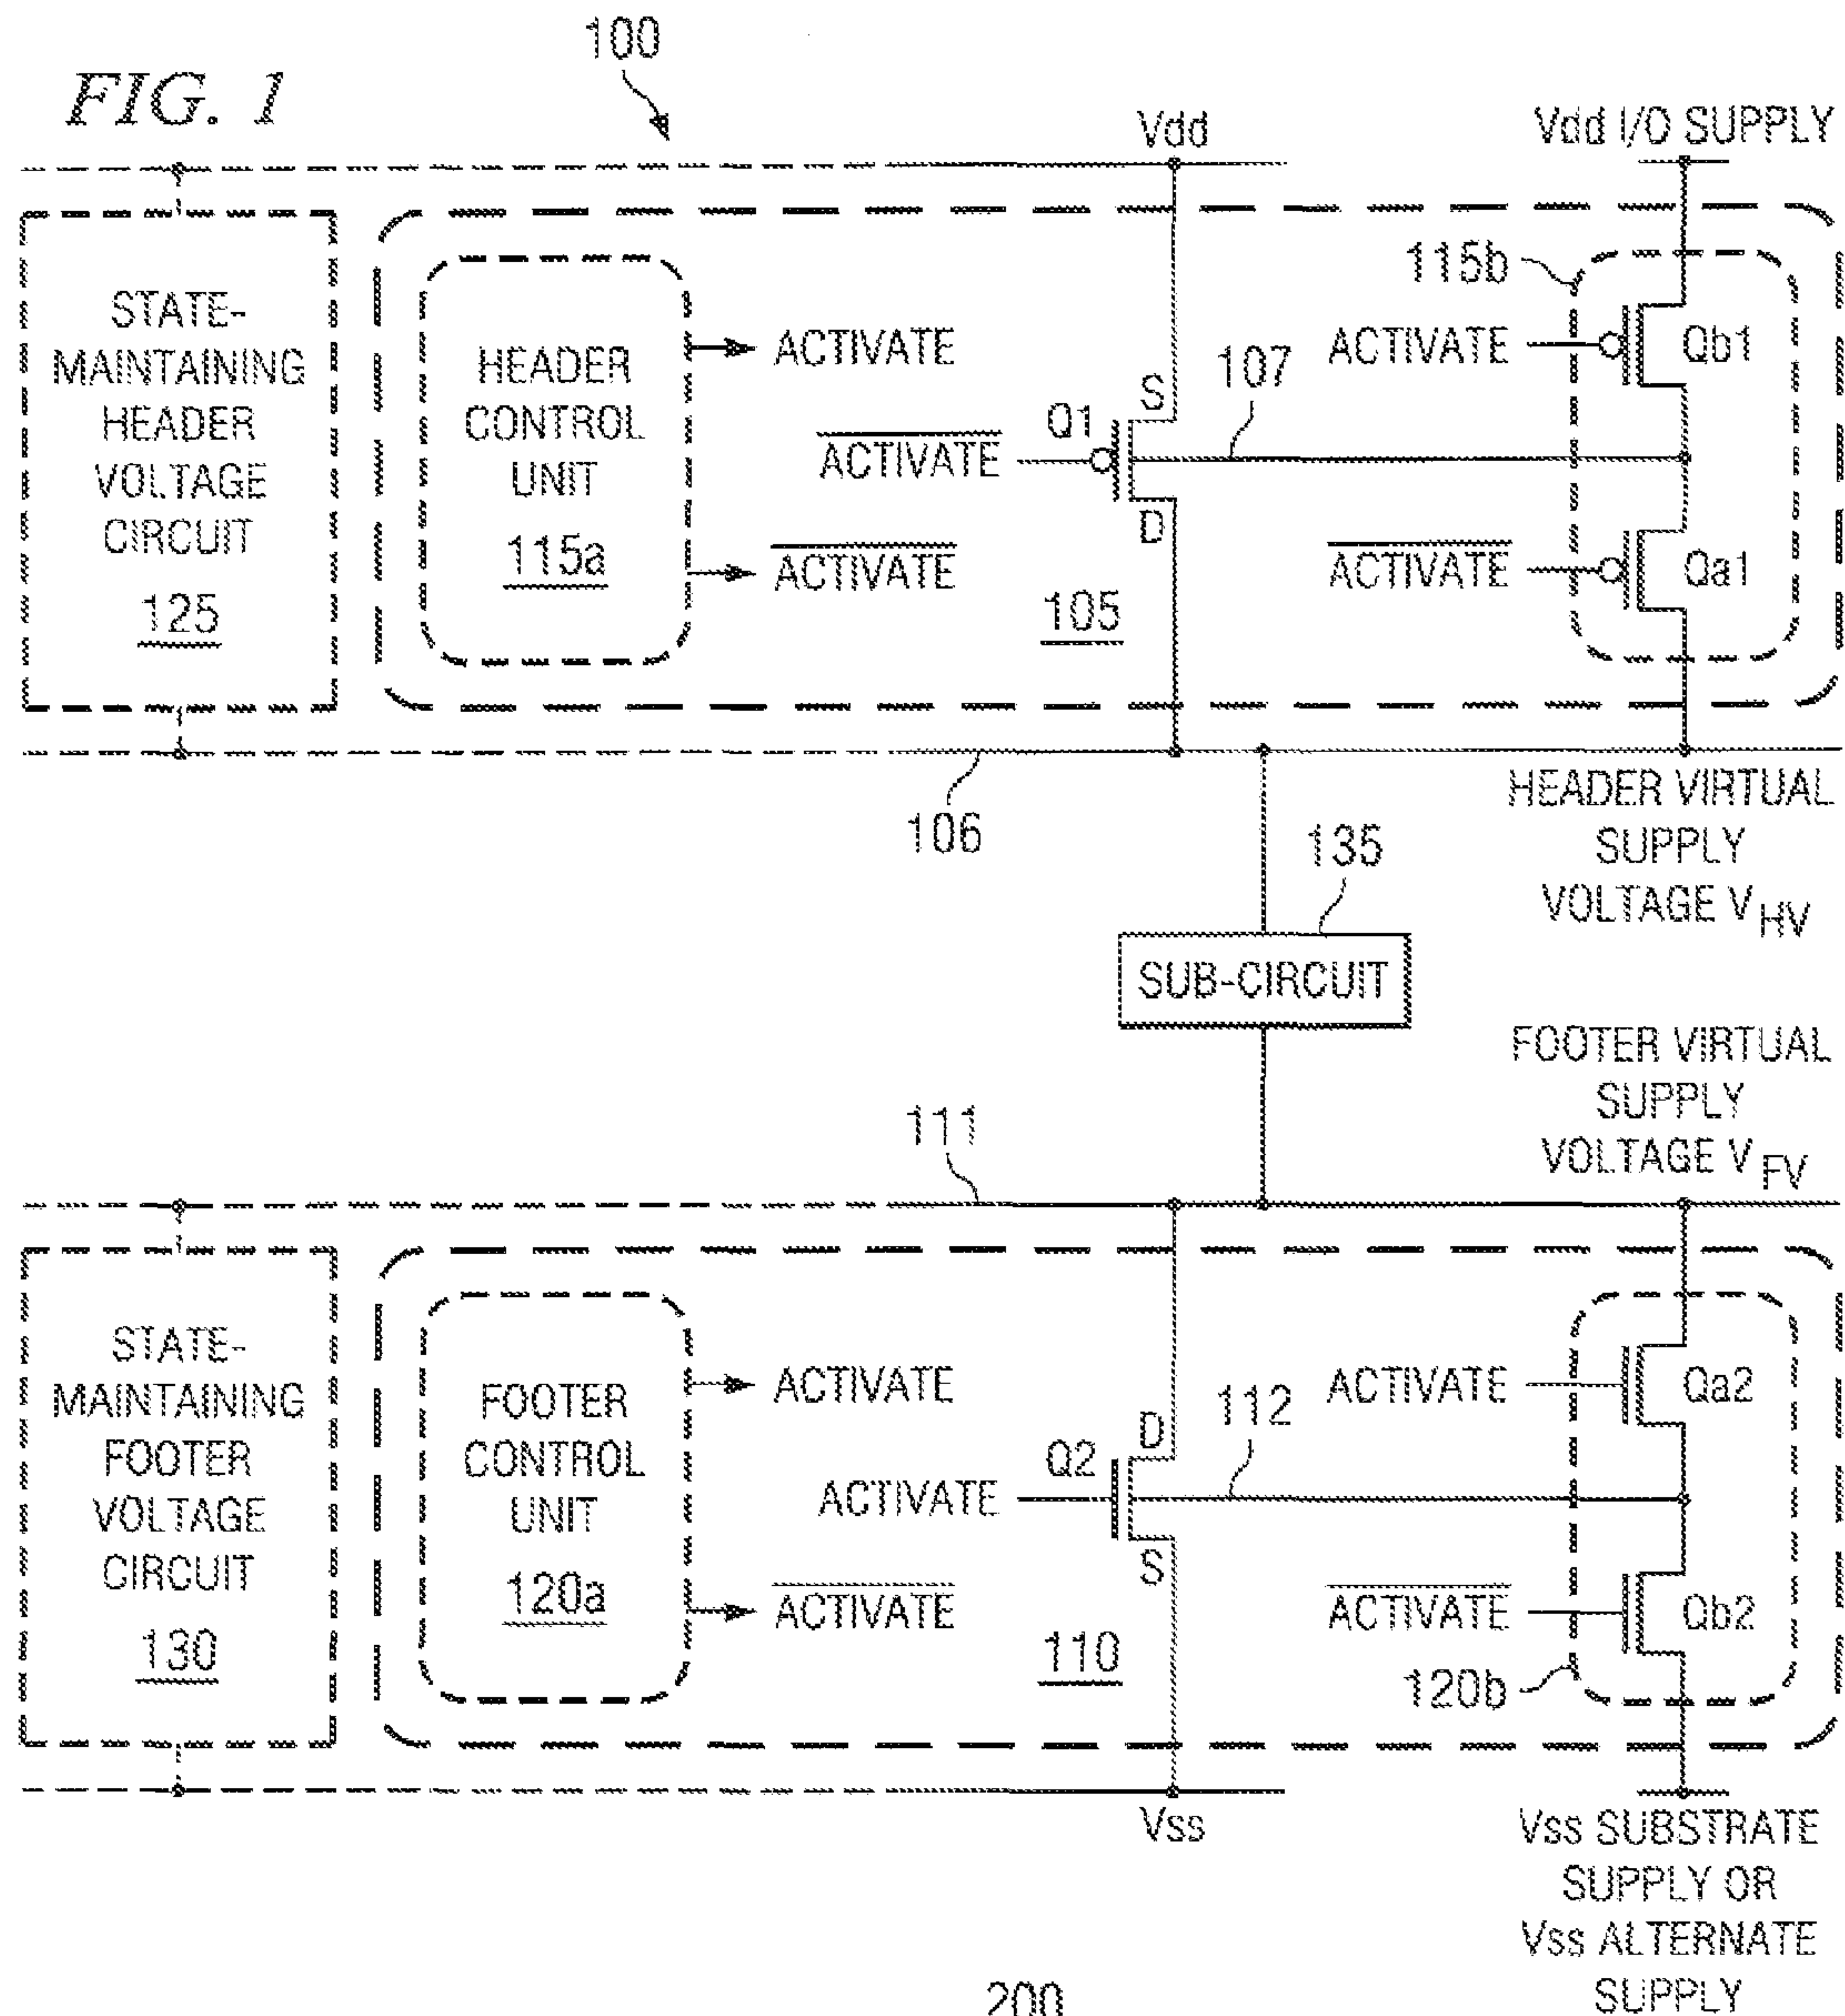 FIG. 1
100
Vdd
Vdd I/O SUPPLY
STATE-
MAINTAINING
HEADER
VOLTAGE
CIRCUIT
125
HEADER
CONTROL
UNIT
115a
ACTIVATE
ACTIVATE
ACTIVATE
Q1
S
D
105
107
115b
ACTIVATE
Qb1
ACTIVATE
Qa1
106
HEADER VIRTUAL
SUPPLY
VOLTAGE V HV
135
SUB-CIRCUIT
FOOTER VIRTUAL
SUPPLY
VOLTAGE V FV
111
STATE-
MAINTAINING
FOOTER
VOLTAGE
CIRCUIT
130
FOOTER
CONTROL
UNIT
120a
ACTIVATE
ACTIVATE
ACTIVATE
Q2
D
S
110
112
ACTIVATE
Qa2
ACTIVATE
Qb2
120b
Vss
Vss SUBSTRATE
SUPPLY OR
Vss ALTERNATE
SUPPLY
200